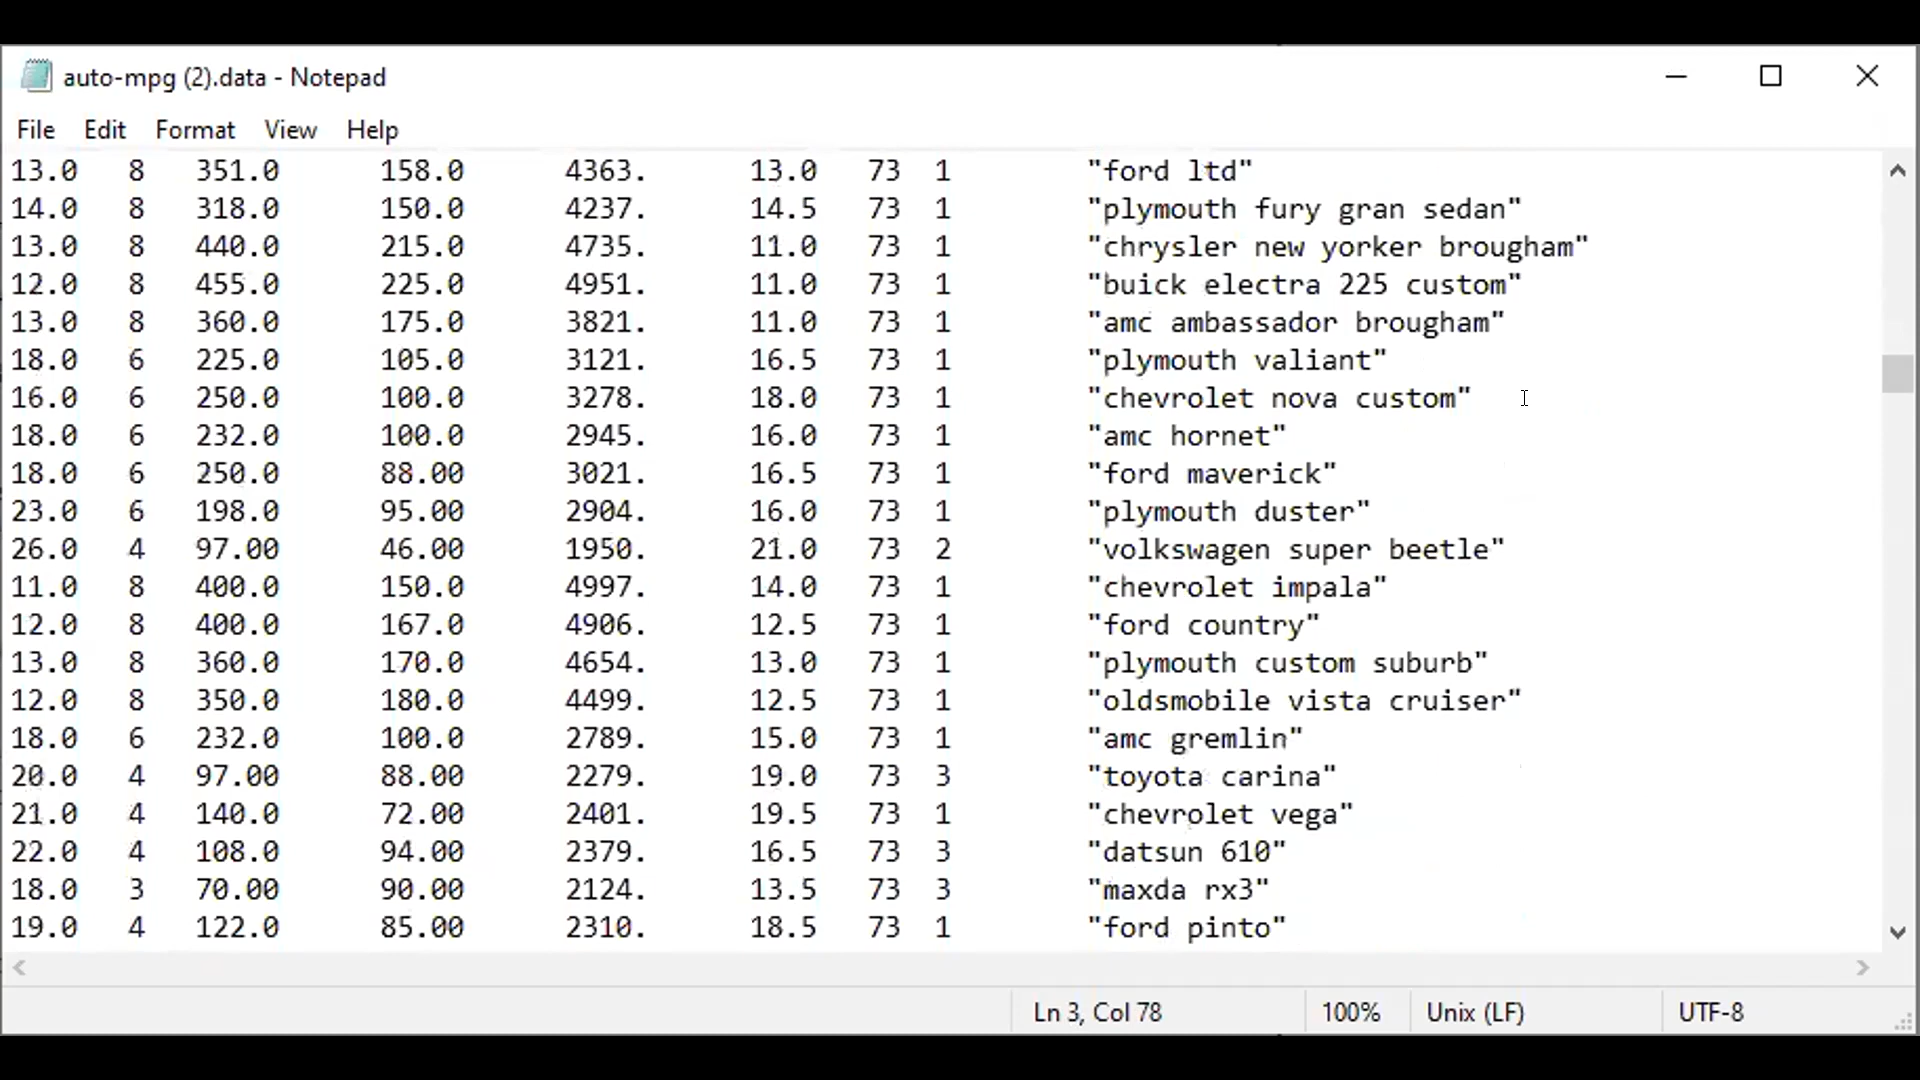 auto-mpg (2).data - Notepad
File Edit Format View Help
13.0 8 351.0 158.0 4363. 13.0 73 1 "ford ltd"
14.0 8 318.0 150.0 4237. 14.5 73 1 "plymouth fury gran sedan"
13.0 8 440.0 215.0 4735. 11.0 73 1 "chrysler new yorker brougham"
12.0 8 455.0 225.0 4951. 11.0 73 1 "buick electra 225 custom"
13.0 8 360.0 175.0 3821. 11.0 73 1 "amc ambassador brougham"
18.0 6 225.0 105.0 3121. 16.5 73 1 "plymouth valiant"
16.0 6 250.0 100.0 3278. 18.0 73 1 "chevrolet nova custom"
18.0 6 232.0 100.0 2945. 16.0 73 1 "amc hornet"
18.0 6 250.0 88.00 3021. 16.5 73 1 "ford maverick"
23.0 6 198.0 95.00 2904. 16.0 73 1 "plymouth duster"
26.0 4 97.00 46.00 1950. 21.0 73 2 "volkswagen super beetle"
11.0 8 400.0 150.0 4997. 14.0 73 1 "chevrolet impala"
12.0 8 400.0 167.0 4906. 12.5 73 1 "ford country"
13.0 8 360.0 170.0 4654. 13.0 73 1 "plymouth custom suburb"
12.0 8 350.0 180.0 4499. 12.5 73 1 "oldsmobile vista cruiser"
18.0 6 232.0 100.0 2789. 15.0 73 1 "amc gremlin"
20.0 4 97.00 88.00 2279. 19.0 73 3 "toyota carina"
21.0 4 140.0 72.00 2401. 19.5 73 1 "chevrolet vega"
22.0 4 108.0 94.00 2379. 16.5 73 3 "datsun 610"
18.0 3 70.00 90.00 2124. 13.5 73 3 "maxda rx3"
19.0 4 122.0 85.00 2310. 18.5 73 1 "ford pinto"
Ln 3, Col 78 100% Unix (LF) UTF-8